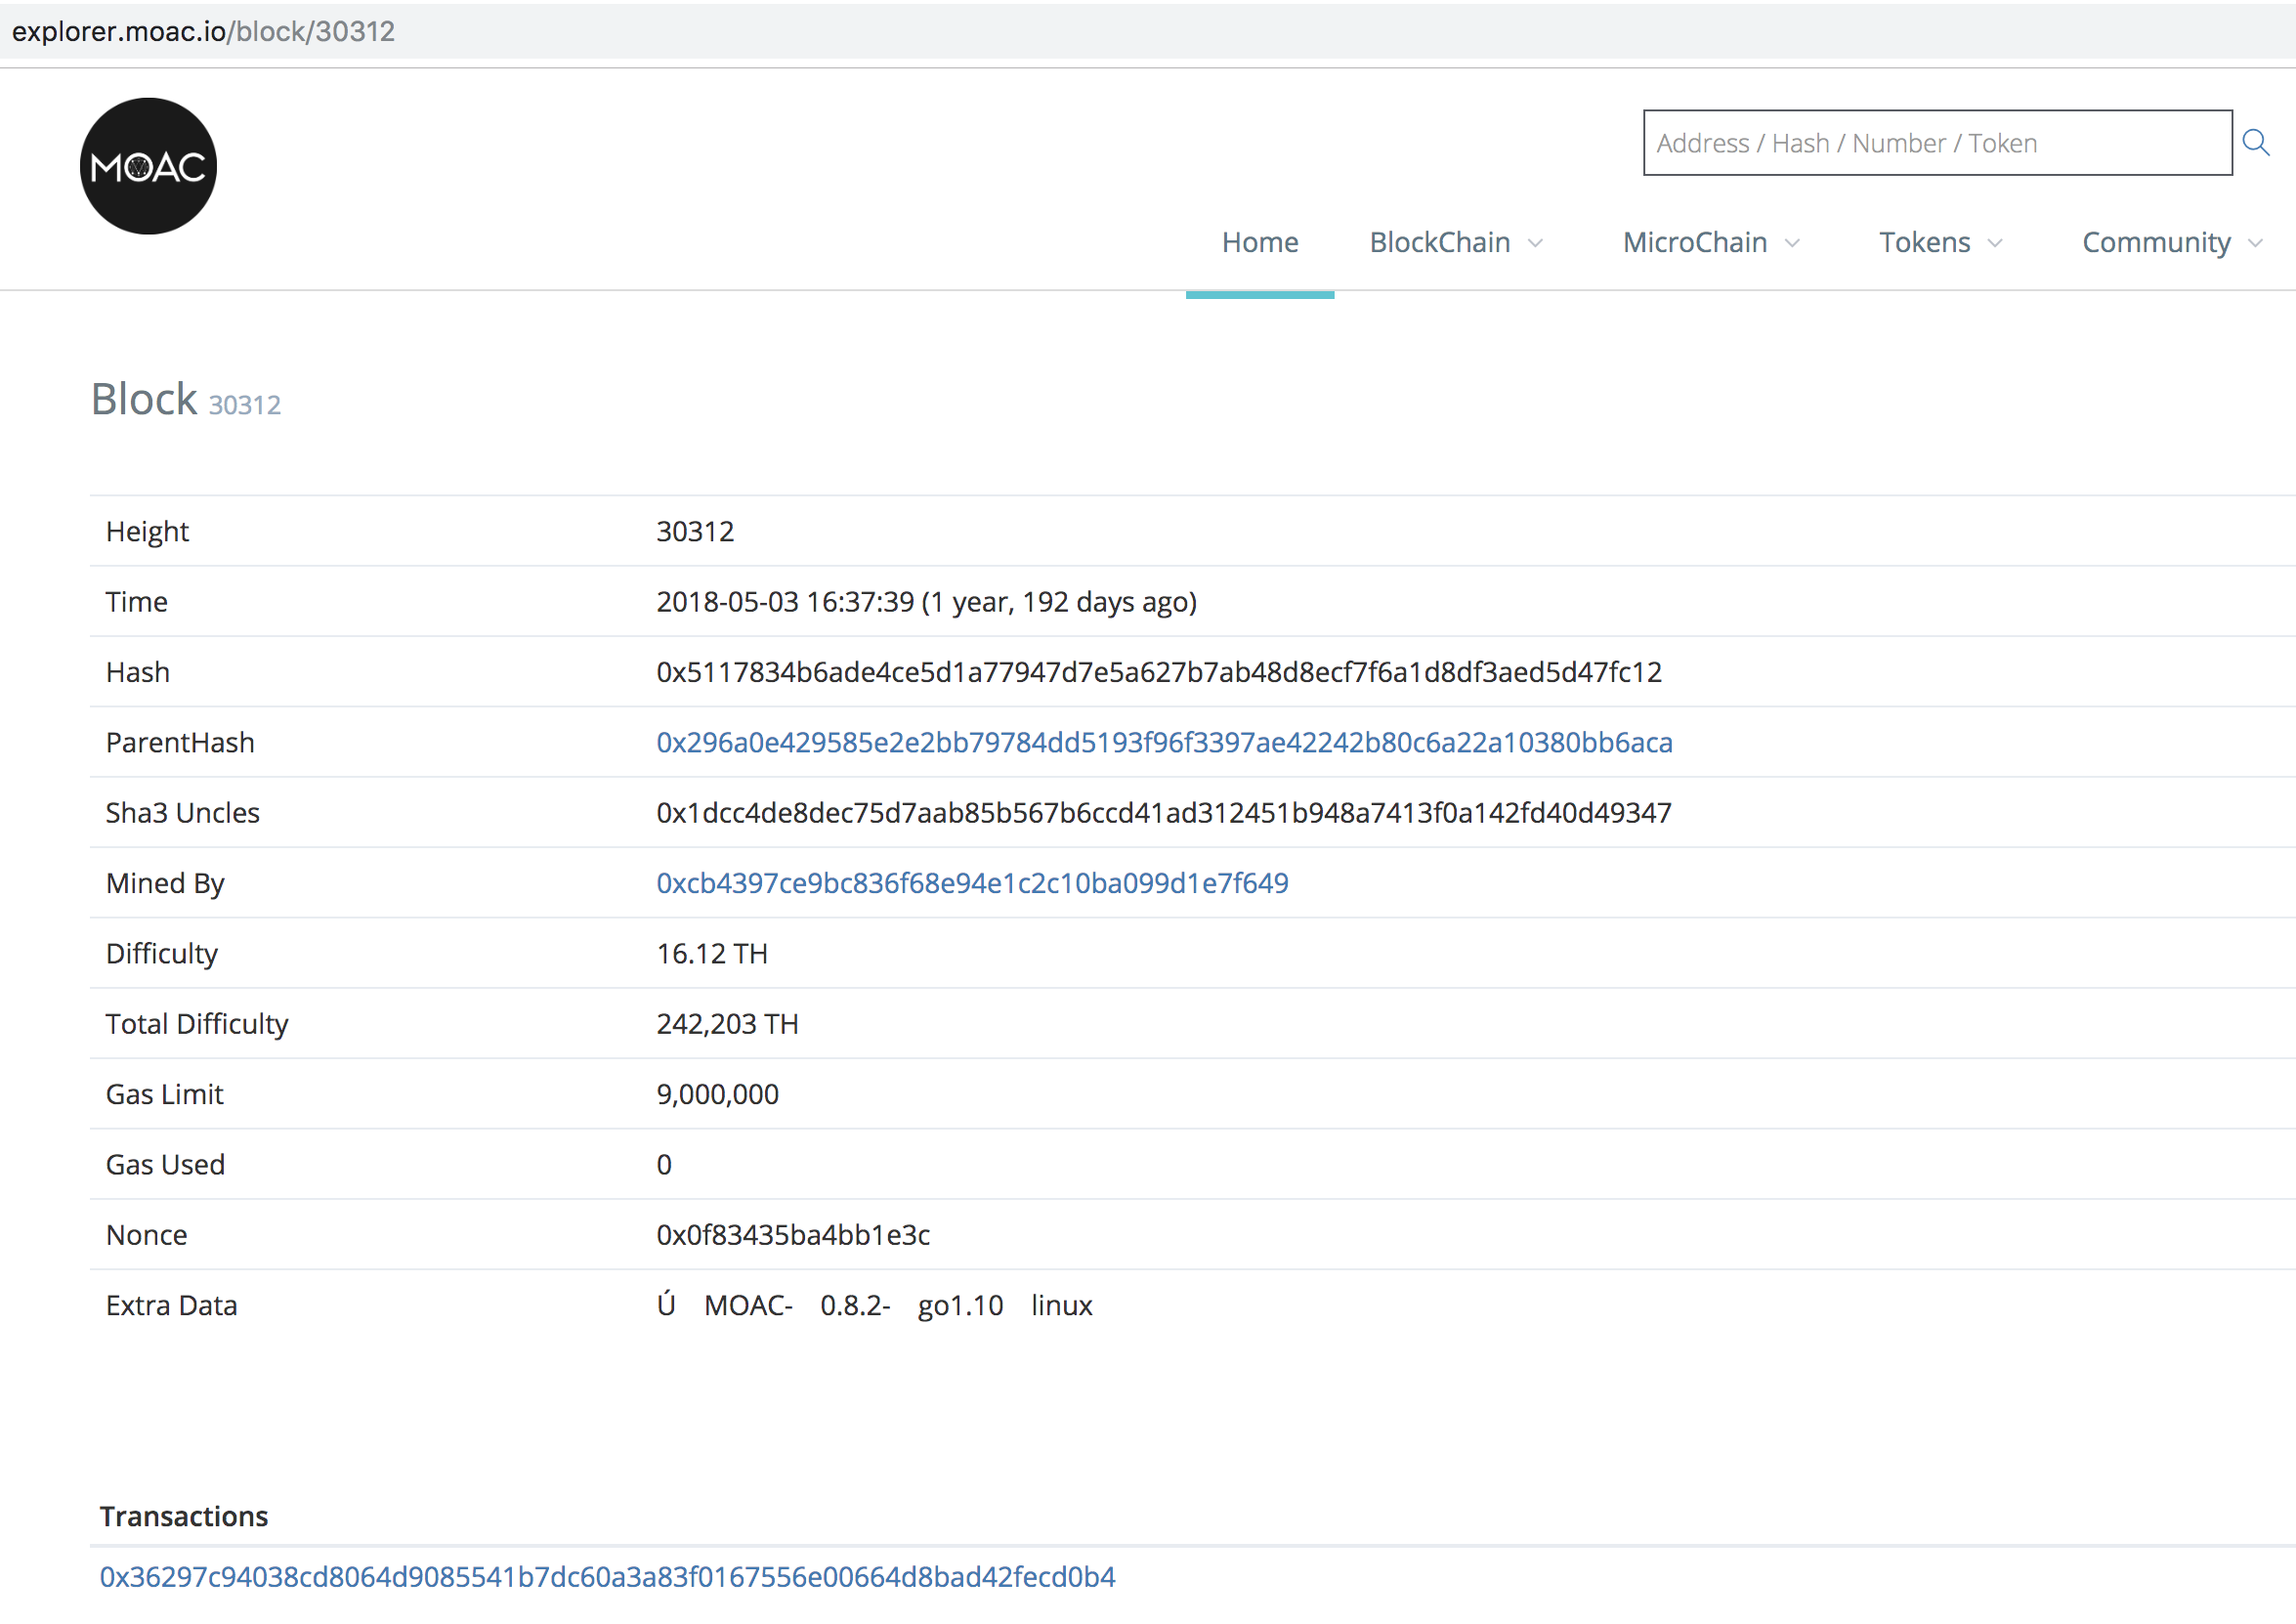 explorer.moac.io/block/30312
MOAC
Address / Hash / Number / Token
Home BlockChain MicroChain Tokens Community
Block 30312
Height 30312
Time 2018-05-03 16:37:39 (1 year, 192 days ago)
Hash 0x5117834b6ade4ce5d1a77947d7e5a627b7ab48d8ecf7f6a1d8df3aed5d47fc12
ParentHash 0x296a0e429585e2e2bb79784dd5193f96f3397ae42242b80c6a22a10380bb6aca
Sha3 Uncles 0x1dcc4de8dec75d7aab85b567b6ccd41ad312451b948a7413f0a142fd40d49347
Mined By 0xcb4397ce9bc836f68e94e1c2c10ba099d1e7f649
Difficulty 16.12 TH
Total Difficulty 242,203 TH
Gas Limit 9,000,000
Gas Used 0
Nonce 0x0f83435ba4bb1e3c
Extra Data Ú MOAC- 0.8.2- go1.10 linux
Transactions
0x36297c94038cd8064d9085541b7dc60a3a83f0167556e00664d8bad42fecd0b4